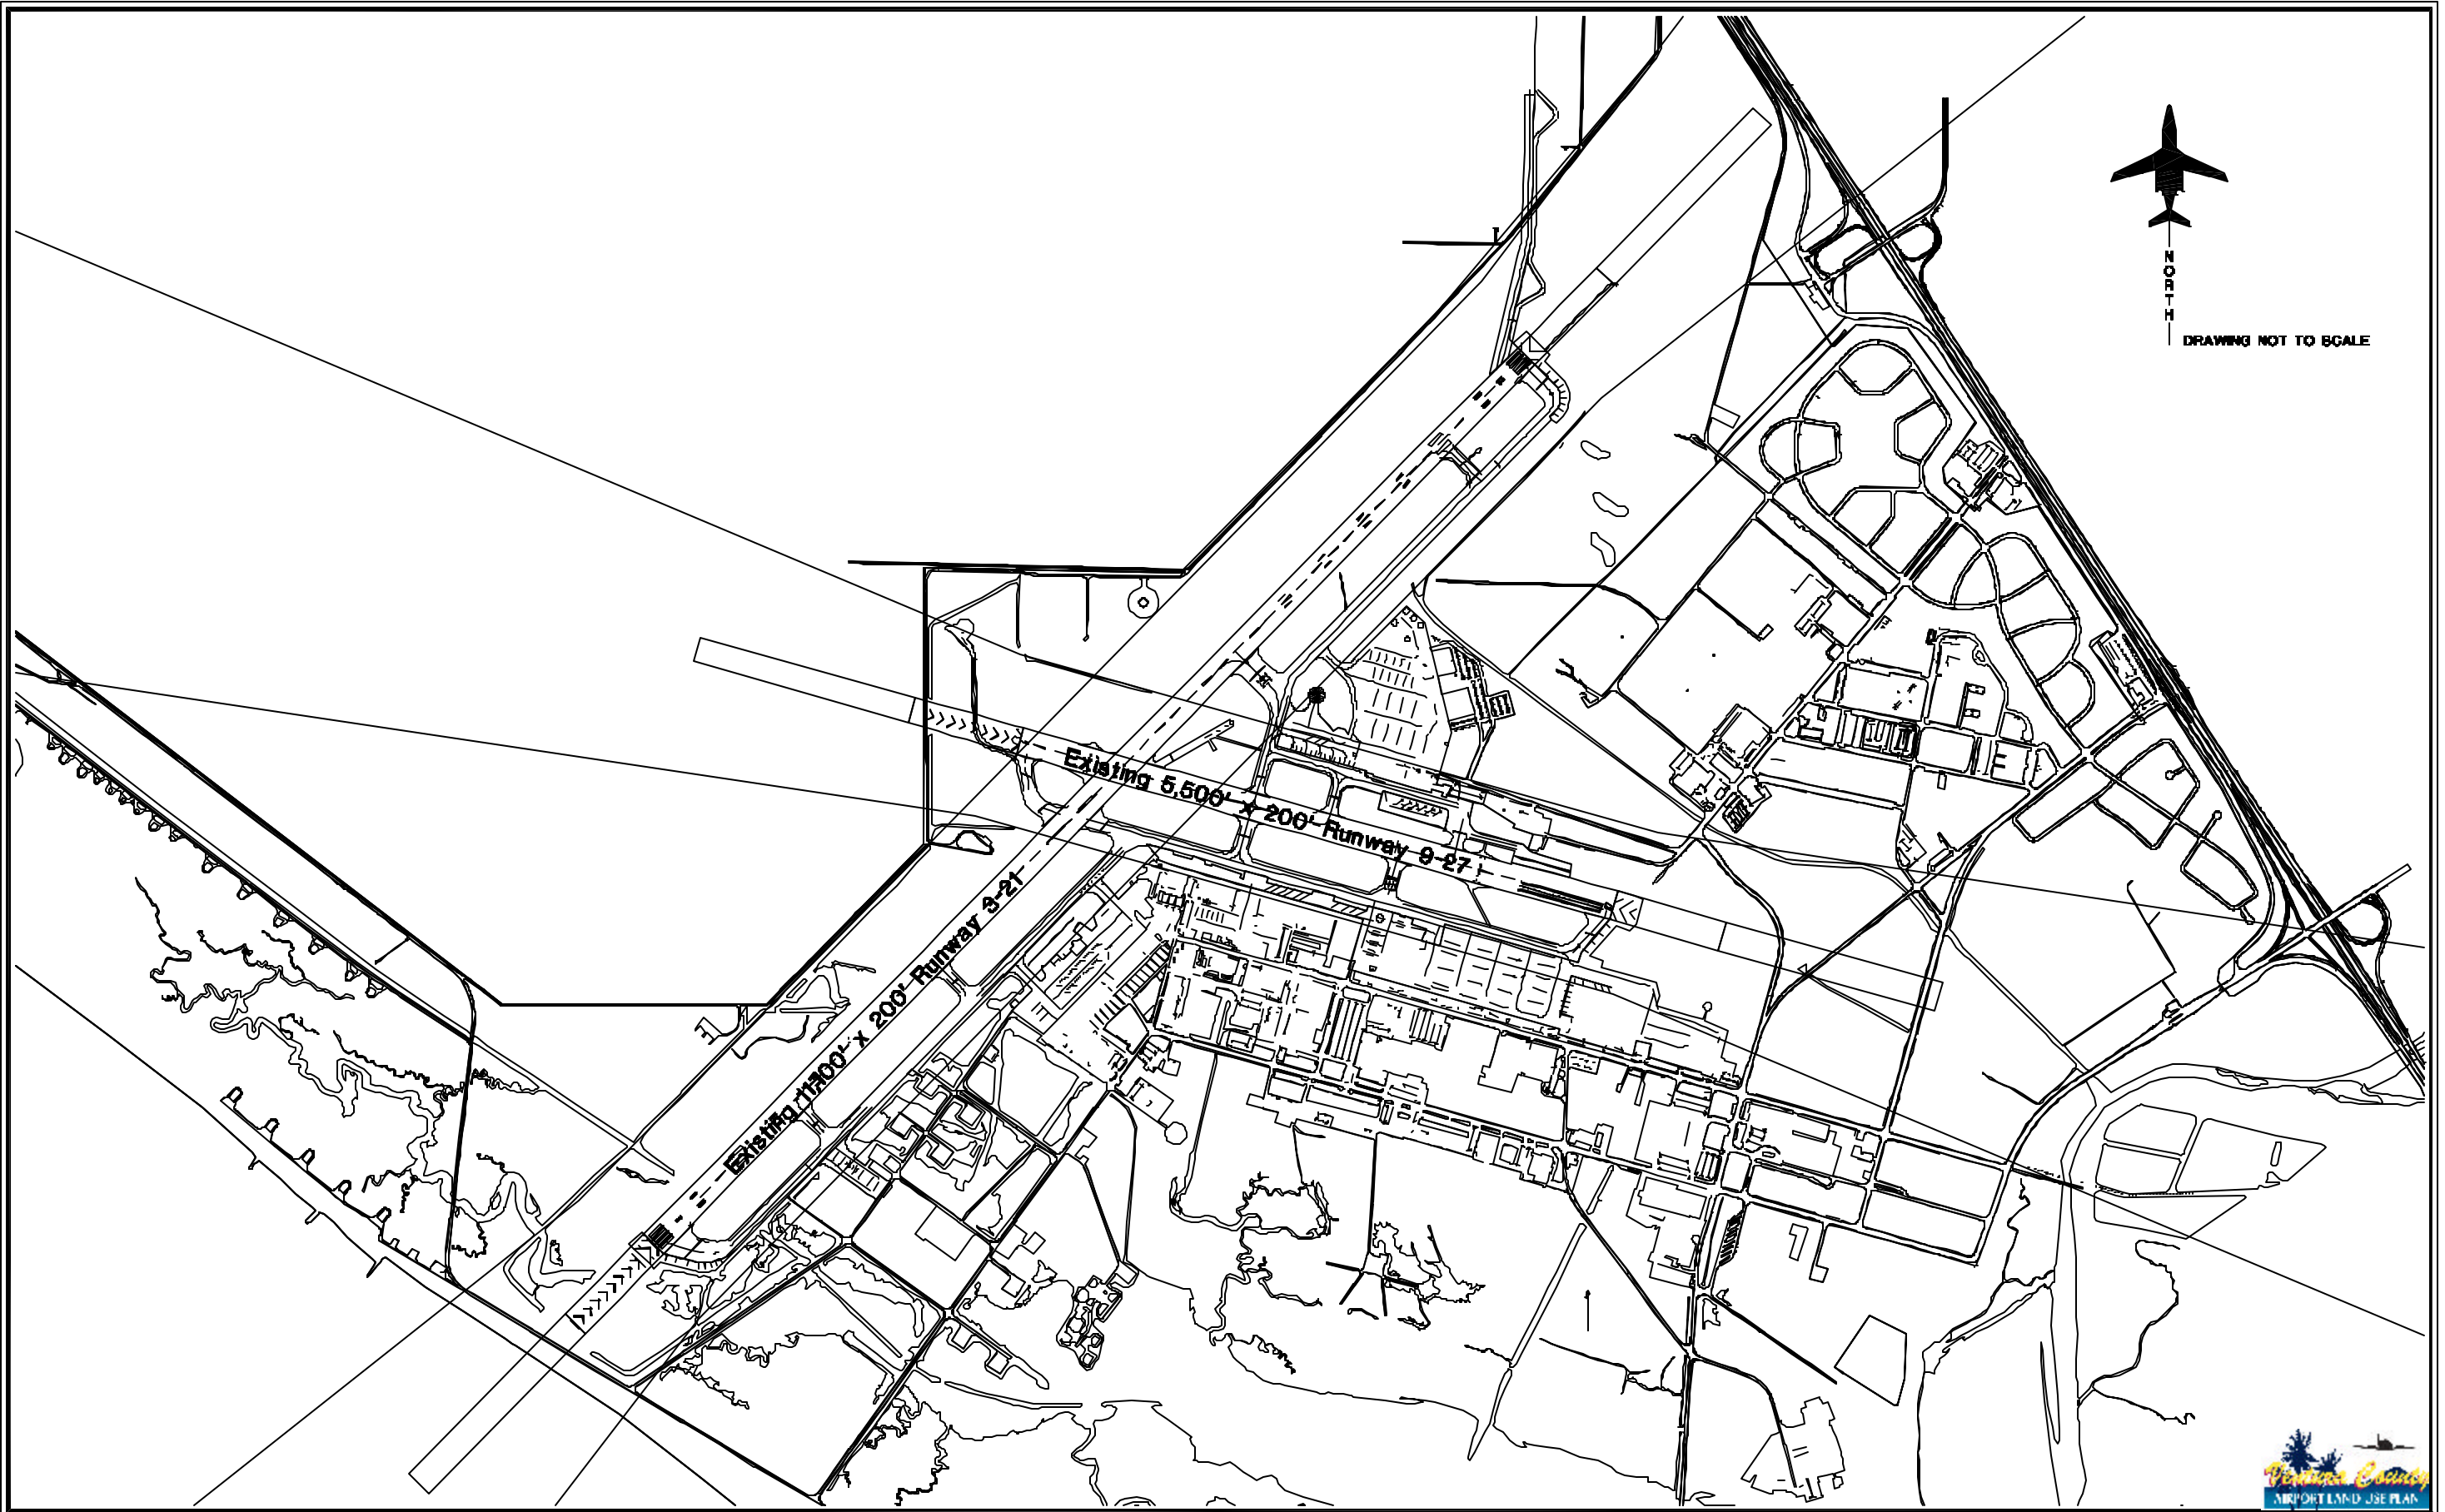 NORTH
DRAWING NOT TO SCALE
Existing 5,500' x 200' Runway 9-27
Existing 11,100' x 200' Runway 3-21
Ventura County
AIRPORT LAND USE PLAN